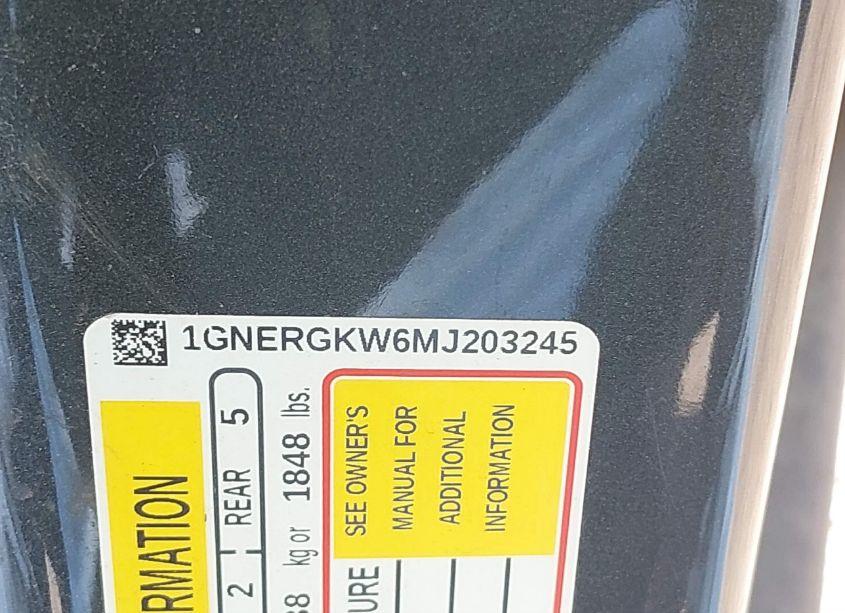 1GNERGKW6MJ203245
RMATION
2 REAR 5
kg or 1848 lbs.
SEE OWNER'S
MANUAL FOR
ADDITIONAL
INFORMATION
URE